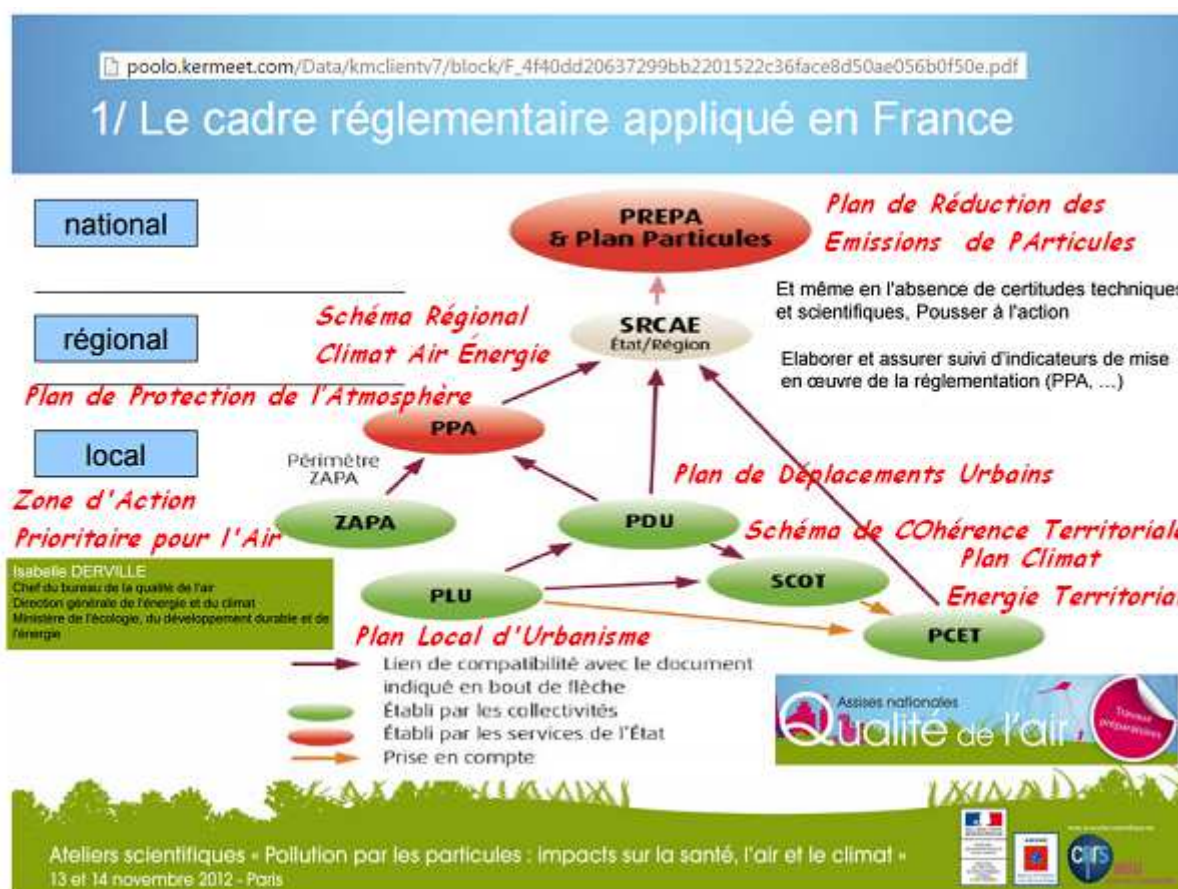 poolo.kermeet.com/Data/kmclientv7/block/F_4f40dd20637299bb2201522c36face8d50ae056b0f50e.pdf
1/ Le cadre réglementaire appliqué en France
national
PREPA
& Plan Particules
Plan de Réduction des
Emissions de PArticules
Et même en l'absence de certitudes techniques
et scientifiques, Pousser à l'action
Elaborer et assurer suivi d'indicateurs de mise
en œuvre de la réglementation (PPA, ...)
régional
Schéma Régional
Climat Air Énergie
SRCAE
État/Région
Plan de Protection de l'Atmosphère
PPA
local
Périmètre
ZAPA
Zone d'Action
Prioritaire pour l'Air
ZAPA
Plan de Déplacements Urbains
PDU
Schéma de COhérence Territoriale
SCOT
Plan Climat
Energie Territorial
PCET
PLU
Plan Local d'Urbanisme
Isabelle DERVILLE
Chef du bureau de la qualité de l'air
Direction générale de l'énergie et du climat
Ministère de l'écologie, du développement durable et de
l'énergie
Lien de compatibilité avec le document
indiqué en bout de flèche
Établi par les collectivités
Établi par les services de l'État
Prise en compte
Assises nationales
Qualité de l'air
Travaux
préparatoires
Ateliers scientifiques « Pollution par les particules : impacts sur la santé, l'air et le climat »
13 et 14 novembre 2012 - Paris
cnrs